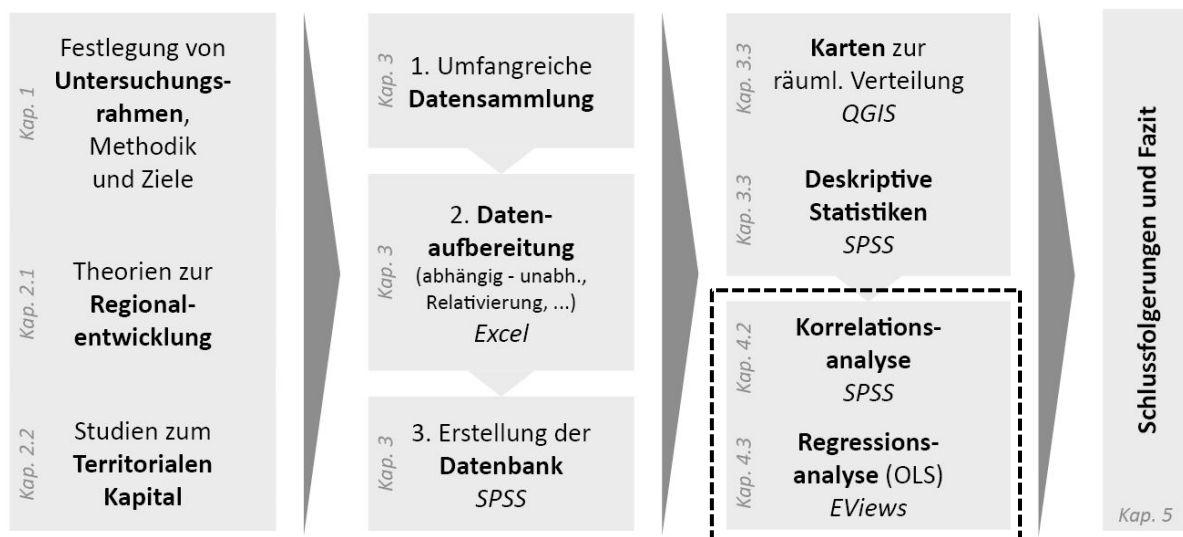 Kap. 1
Festlegung von
Untersuchungs-
rahmen,
Methodik
und Ziele
Kap. 2.1
Theorien zur
Regional-
entwicklung
Kap. 2.2
Studien zum
Territorialen
Kapital
Kap. 3
1. Umfangreiche
Datensammlung
Kap. 3
2. Daten-
aufbereitung
(abhängig - unabh.,
Relativierung, ...)
Excel
Kap. 3
3. Erstellung der
Datenbank
SPSS
Kap. 3.3
Karten zur
räuml. Verteilung
QGIS
Kap. 3.3
Deskriptive
Statistiken
SPSS
Kap. 4.2
Korrelations-
analyse
SPSS
Kap. 4.3
Regressions-
analyse (OLS)
EViews
Schlussfolgerungen und Fazit
Kap. 5